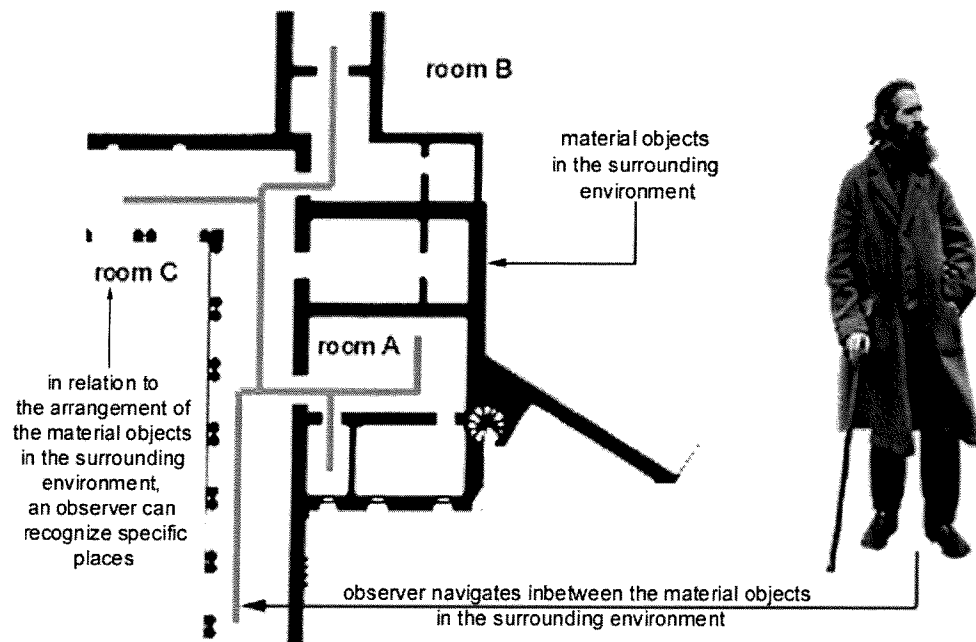 room B
material objects
in the surrounding
environment
room C
room A
in relation to
the arrangement of
the material objects
in the surrounding
environment,
an observer can
recognize specific
places
observer navigates inbetween the material objects
in the surrounding environment